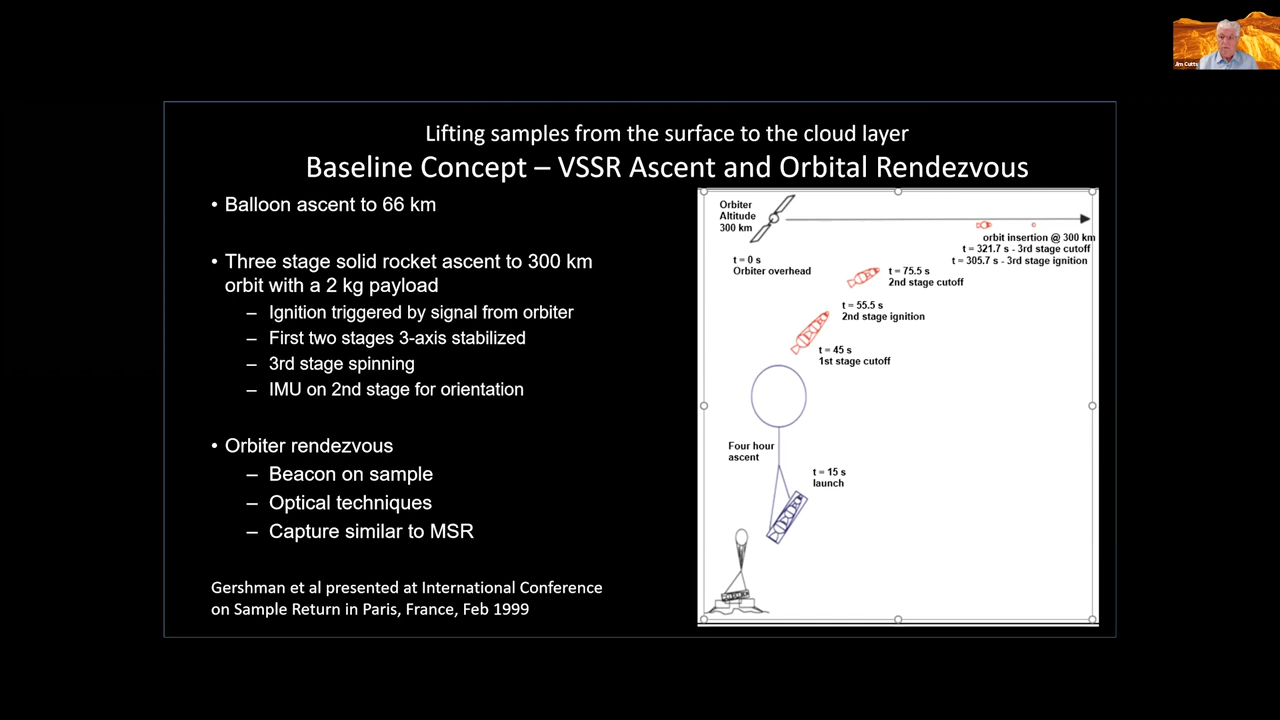 Jim Cutts
Lifting samples from the surface to the cloud layer
Baseline Concept – VSSR Ascent and Orbital Rendezvous
• Balloon ascent to 66 km
• Three stage solid rocket ascent to 300 km
orbit with a 2 kg payload
– Ignition triggered by signal from orbiter
– First two stages 3-axis stabilized
– 3rd stage spinning
– IMU on 2nd stage for orientation
• Orbiter rendezvous
– Beacon on sample
– Optical techniques
– Capture similar to MSR
Gershman et al presented at International Conference
on Sample Return in Paris, France, Feb 1999
Orbiter
Altitude
300 km
t = 0 s
Orbiter overhead
orbit insertion @ 300 km
t = 321.7 s - 3rd stage cutoff
t = 305.7 s - 3rd stage ignition
t = 75.5 s
2nd stage cutoff
t = 55.5 s
2nd stage ignition
t = 45 s
1st stage cutoff
Four hour
ascent
t = 15 s
launch